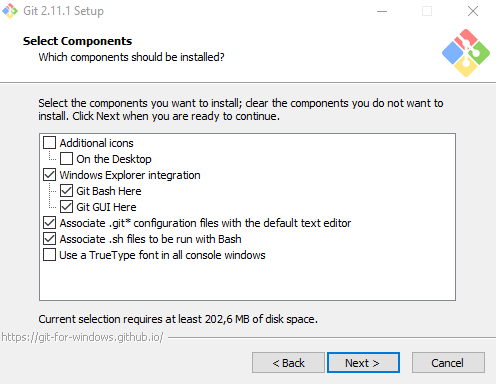 Git 2.11.1 Setup
Select Components
Which components should be installed?
Select the components you want to install; clear the components you do not want to
install. Click Next when you are ready to continue.
Additional icons
On the Desktop
Windows Explorer integration
Git Bash Here
Git GUI Here
Associate .git* configuration files with the default text editor
Associate .sh files to be run with Bash
Use a TrueType font in all console windows
Current selection requires at least 202,6 MB of disk space.
https://git-for-windows.github.io/
< Back
Next >
Cancel